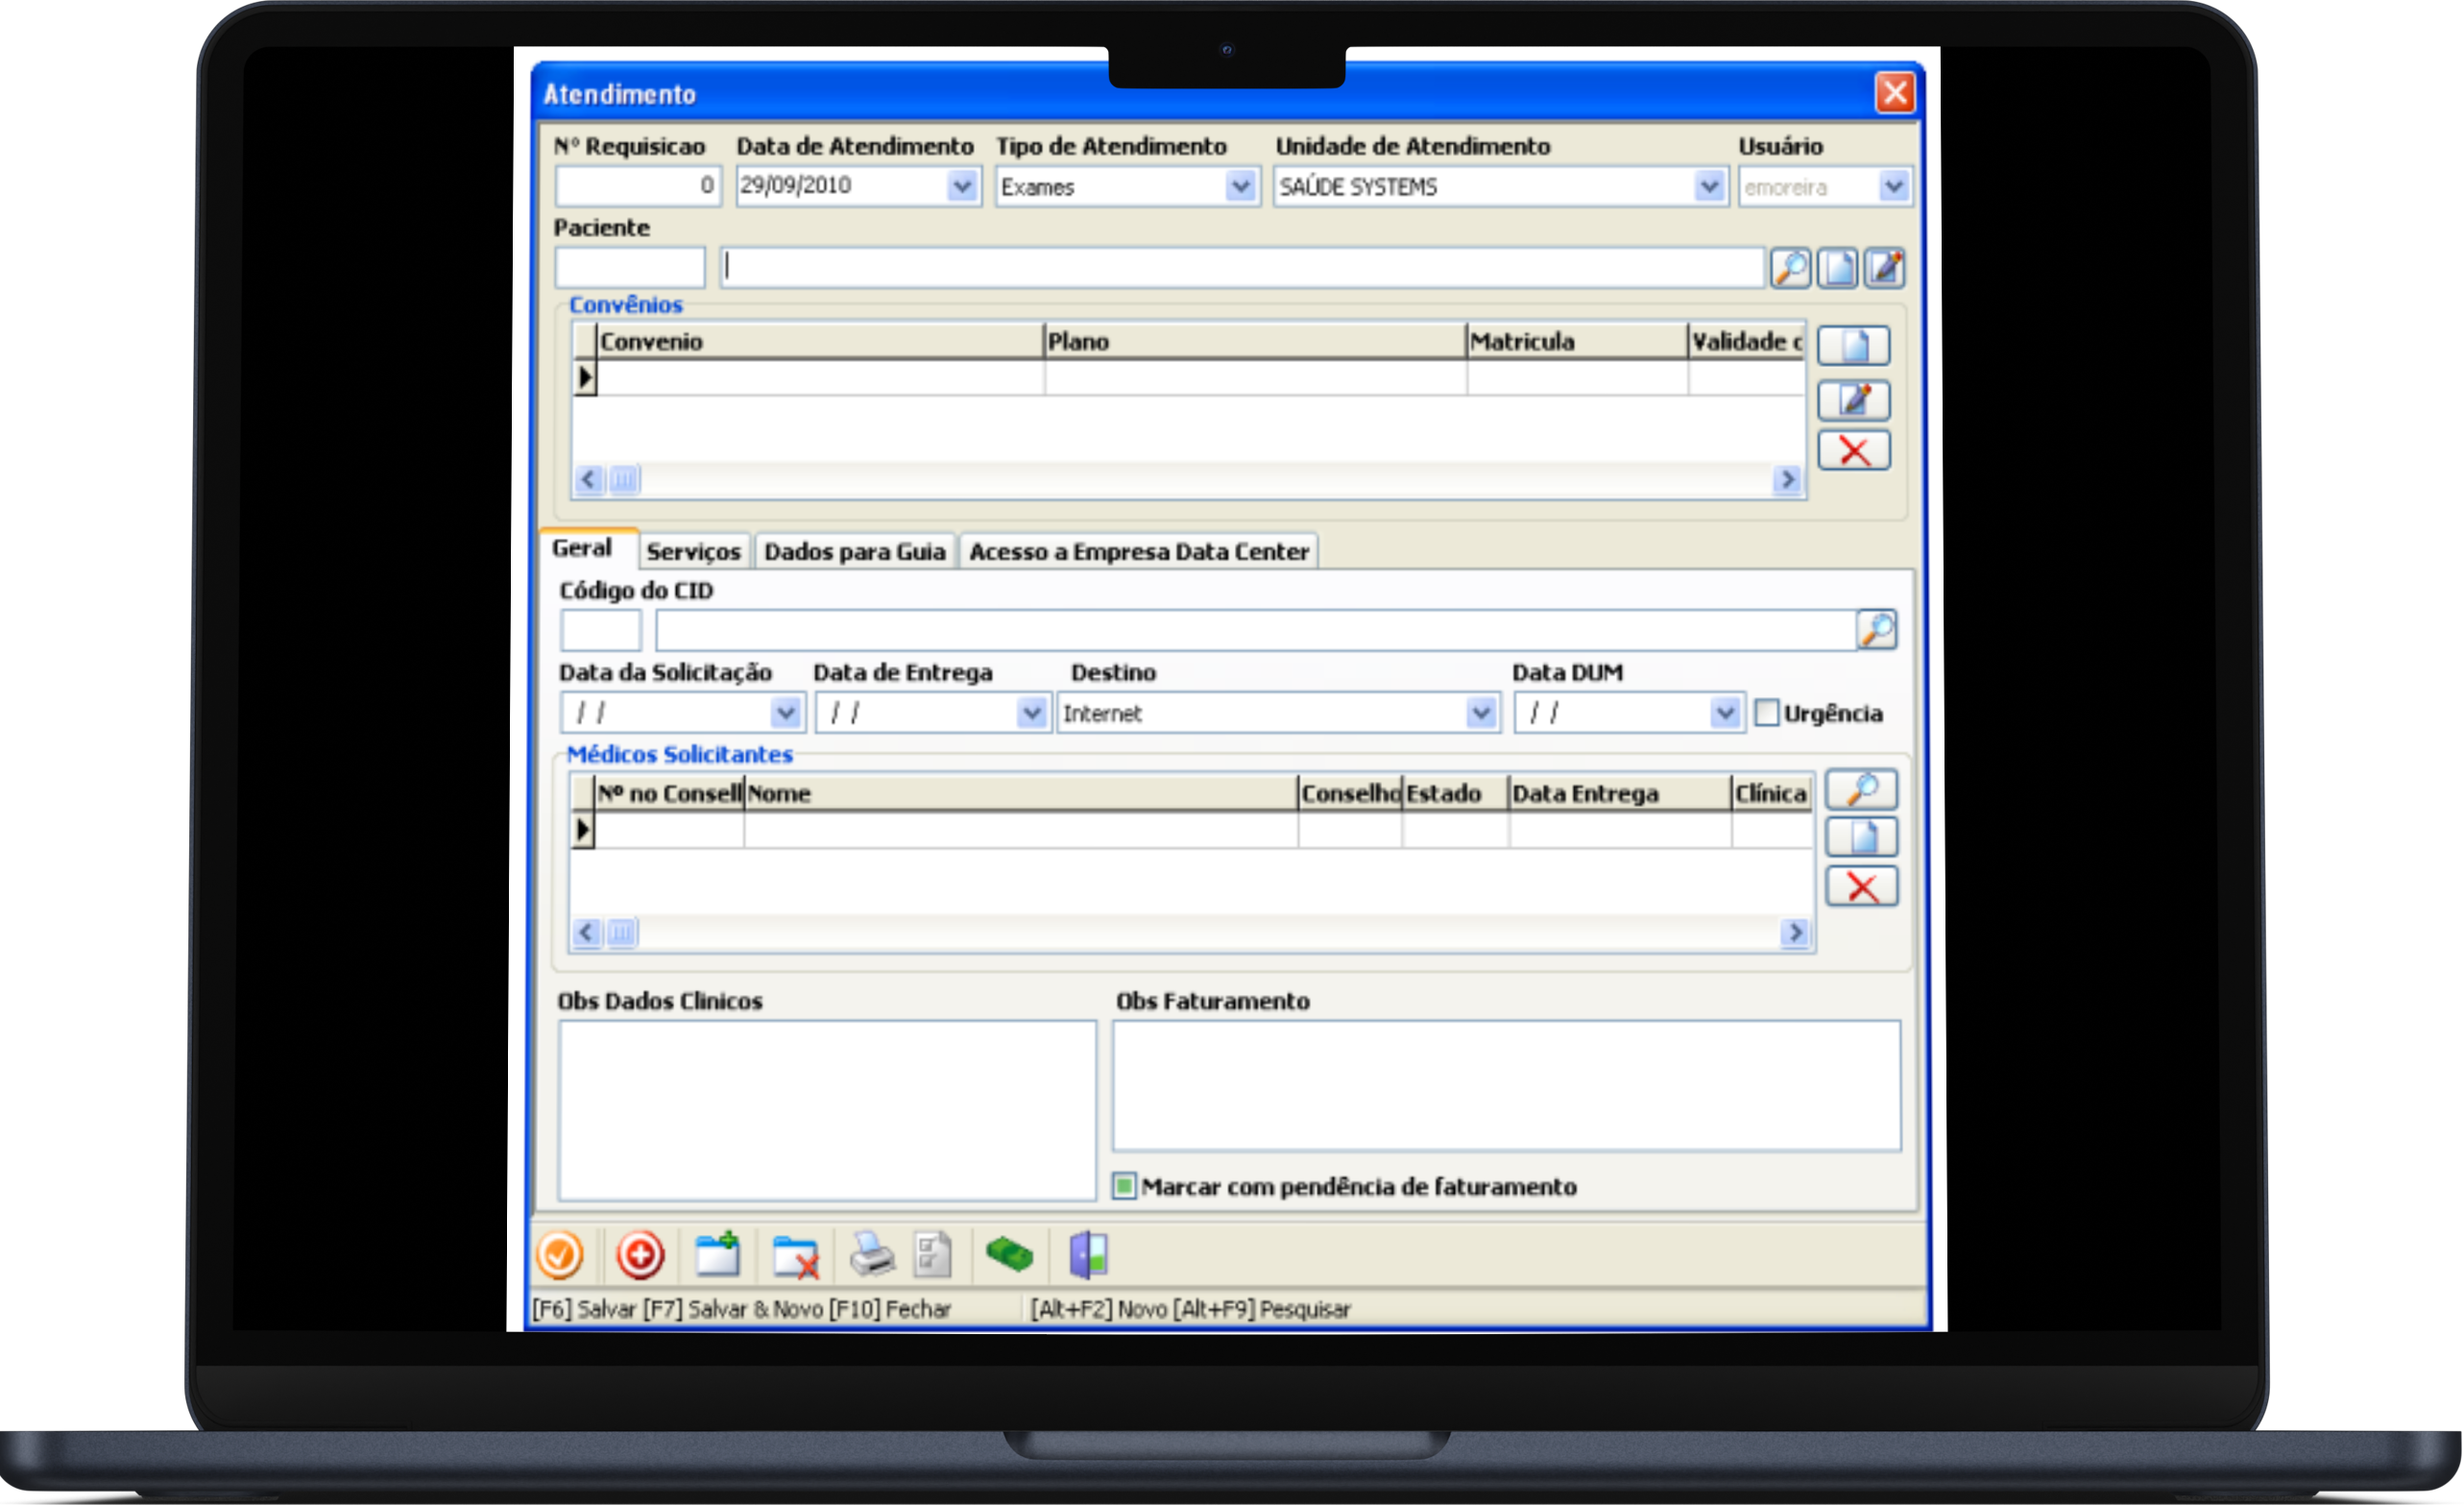 Atendimento
Nº Requisicao Data de Atendimento Tipo de Atendimento Unidade de Atendimento Usuário
0 29/09/2010 Exames SAÚDE SYSTEMS emoreira
Paciente
Convênios
Convenio Plano Matricula Validade c
Geral Serviços Dados para Guia Acesso a Empresa Data Center
Código do CID
Data da Solicitação Data de Entrega Destino Data DUM
/ / / / Internet / / Urgência
Médicos Solicitantes
Nº no Consell Nome Conselho Estado Data Entrega Clínica
Obs Dados Clinicos Obs Faturamento
Marcar com pendência de faturamento
[F6] Salvar [F7] Salvar & Novo [F10] Fechar [Alt+F2] Novo [Alt+F9] Pesquisar